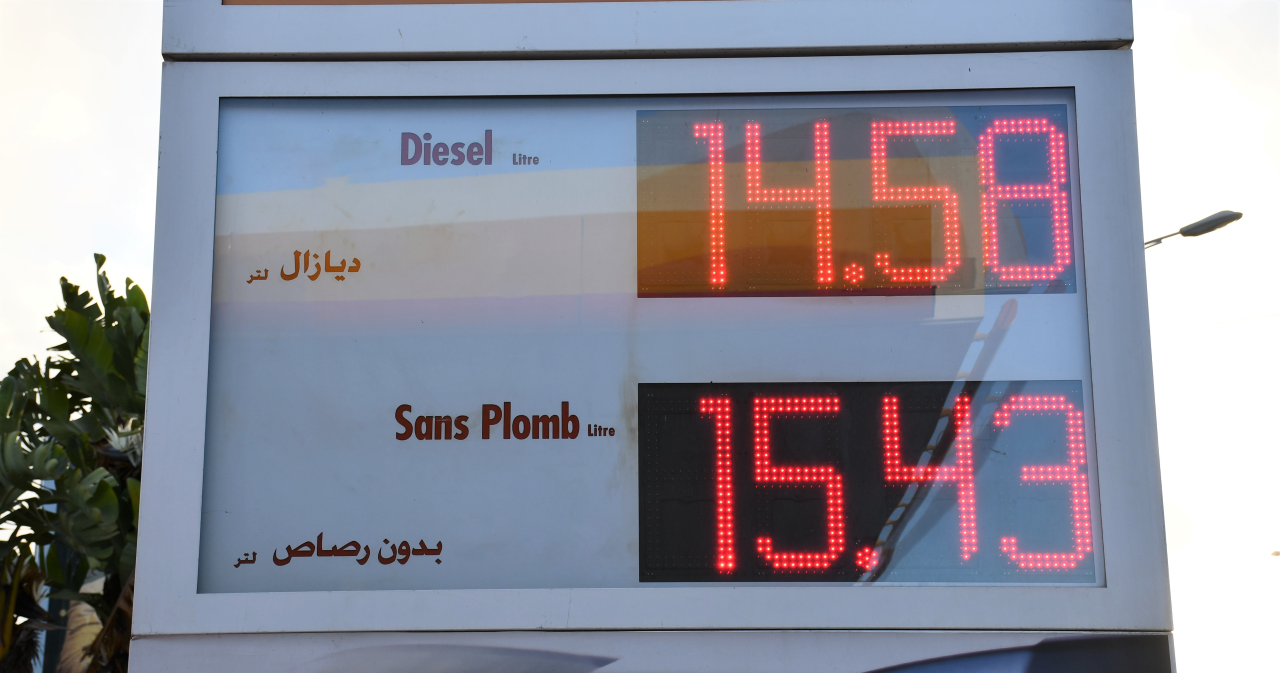 Diesel Litre 14.58
ديازال لتر
Sans Plomb Litre 15.43
بدون رصاص لتر